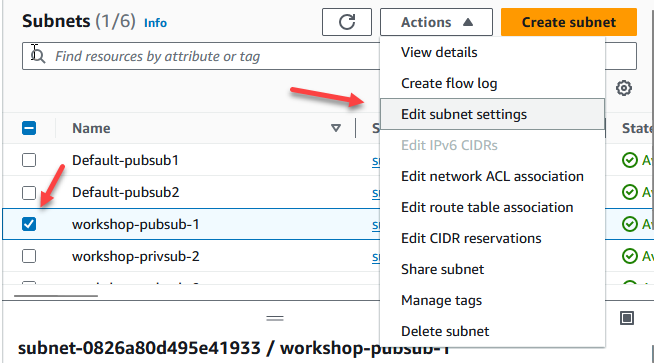 Subnets (1/6) Info
Actions
Create subnet
Find resources by attribute or tag
View details
Create flow log
Edit subnet settings
Edit IPv6 CIDRs
Edit network ACL association
Edit route table association
Edit CIDR reservations
Share subnet
Manage tags
Delete subnet
Name
State
Default-pubsub1
Default-pubsub2
workshop-pubsub-1
workshop-privsub-2
subnet-0826a80d495e41933 / workshop-pubsub-1